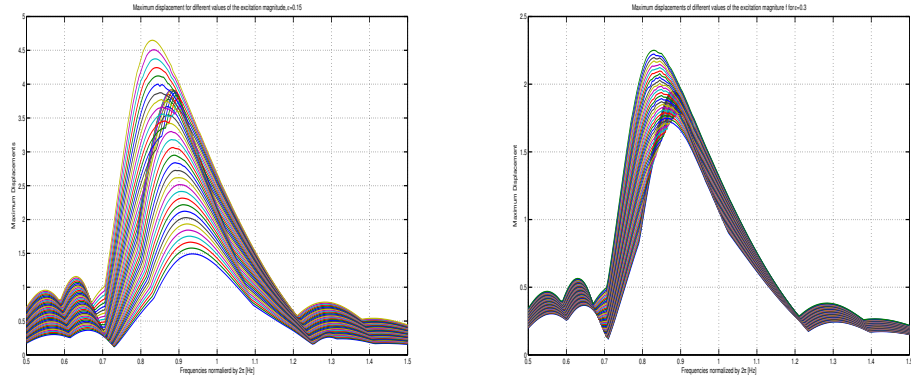 Maximum displacement for different values of the excitation magnitude,ε=0.15
5
4.5
4
3.5
3
2.5
2
1.5
1
0.5
0
Maximum Displacements
0.5 0.6 0.7 0.8 0.9 1 1.1 1.2 1.3 1.4 1.5
Frequencies normalized by 2π [Hz]
Maximum displacements of different values of the excitation magniture f for ε=0.3
2.5
2
1.5
1
0.5
0
Maximum Displacement
0.5 0.6 0.7 0.8 0.9 1 1.1 1.2 1.3 1.4 1.5
Frequencies normalized by 2π [Hz]